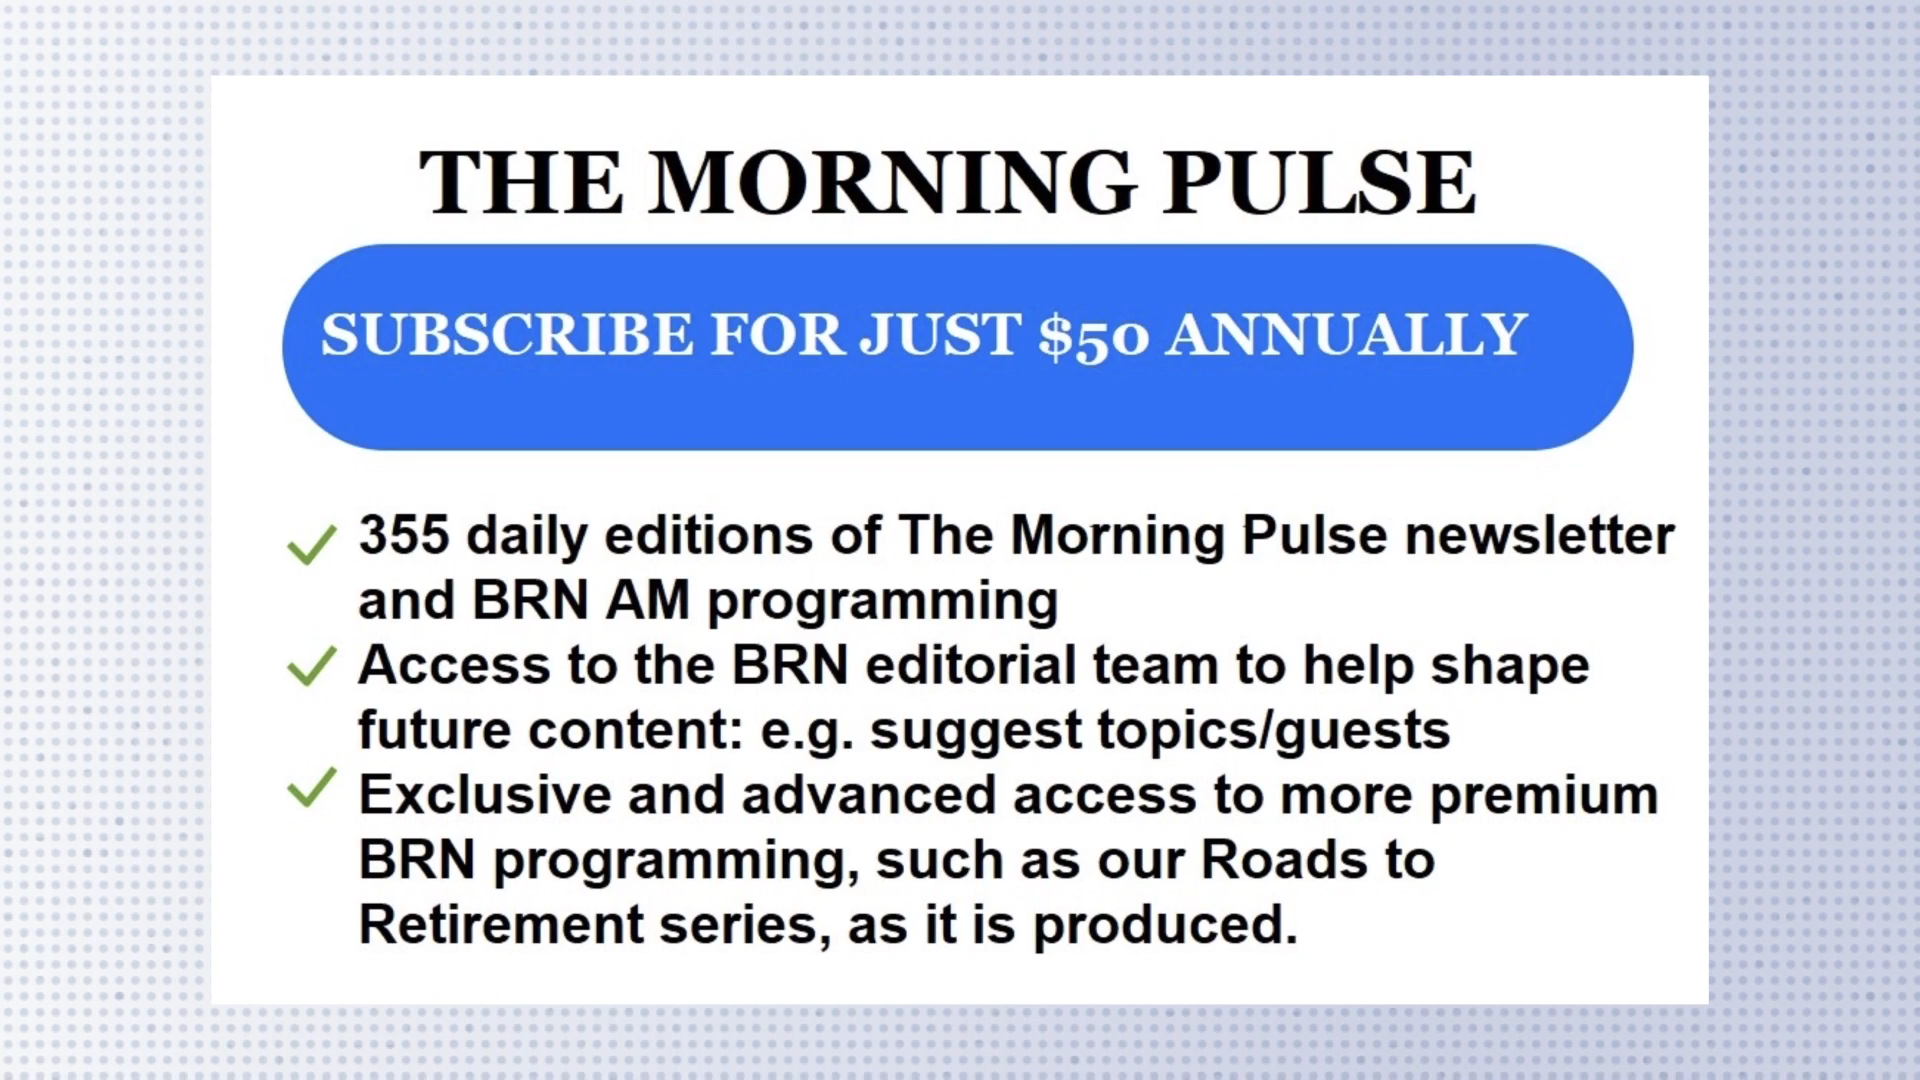 THE MORNING PULSE
SUBSCRIBE FOR JUST $50 ANNUALLY
355 daily editions of The Morning Pulse newsletter
and BRN AM programming
Access to the BRN editorial team to help shape
future content: e.g. suggest topics/guests
Exclusive and advanced access to more premium
BRN programming, such as our Roads to
Retirement series, as it is produced.